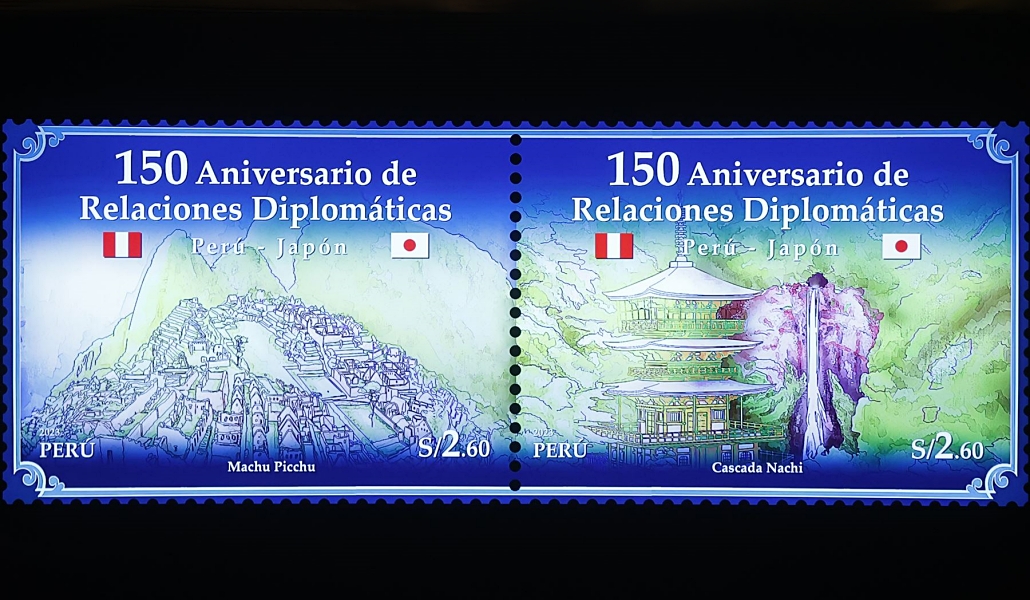 150 Aniversario de
Relaciones Diplomáticas
Perú - Japón
PERÚ
S/2.60
Machu Picchu
150 Aniversario de
Relaciones Diplomáticas
Perú - Japón
PERÚ
S/2.60
Cascada Nachi